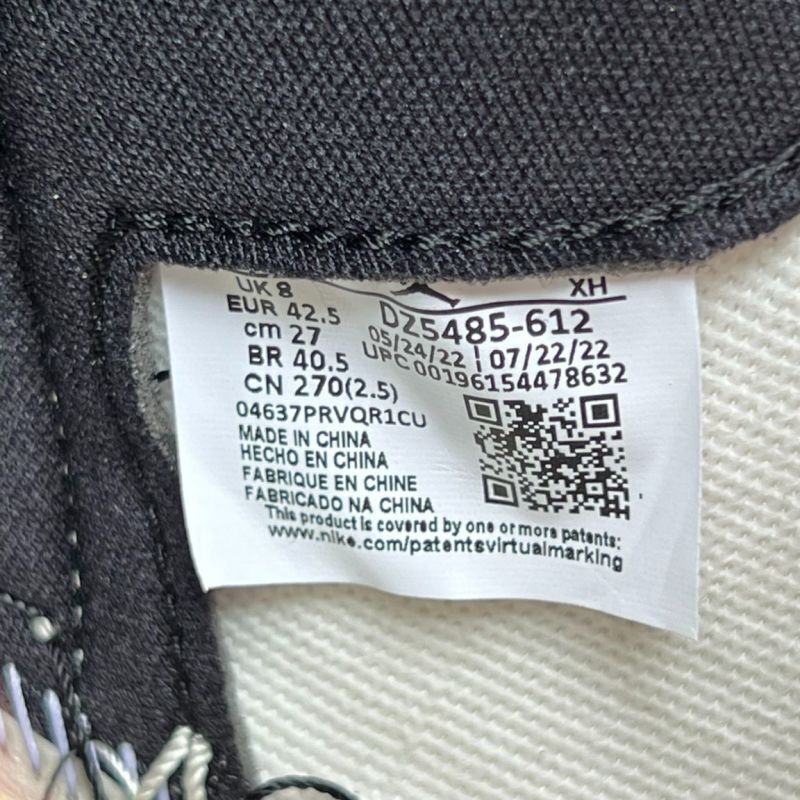 UK 8
EUR 42.5
cm 27
BR 40.5
CN 270(2.5)
04637PRVQR1CU
MADE IN CHINA
HECHO EN CHINA
FABRIQUE EN CHINE
FABRICADO NA CHINA
XH
DZ5485-612
05/24/22 | 07/22/22
UPC 00196154478632
This product is covered by one or more patents:
www.nike.com/patentsvirtualmarking